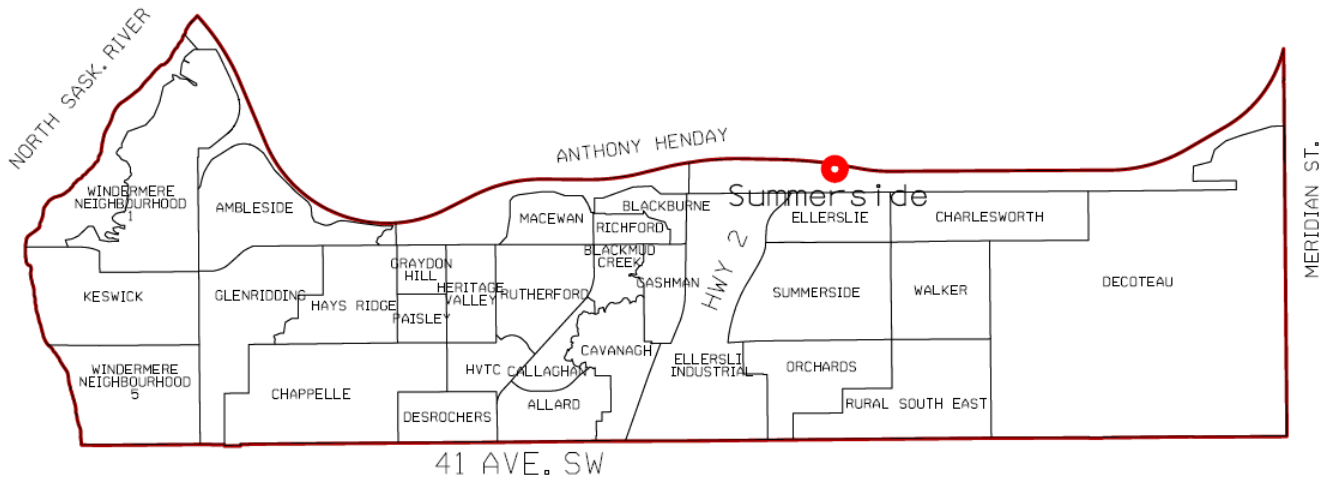 NORTH SASK. RIVER
ANTHONY HENDAY
MERIDIAN ST.
Summerside
WINDERMERE
NEIGHBOURHOOD
1
AMBLESIDE
MACEWAN
BLACKBURNE
RICHFORD
ELLERSLIE
CHARLESWORTH
BLACKMUD
CREEK
HWY 2
KESWICK
GLENRIDDING
HAYS RIDGE
GRAYDON
HILL
PAISLEY
HERITAGE
VALLEY
RUTHERFORD
CASHMAN
SUMMERSIDE
WALKER
DECOTEAU
WINDERMERE
NEIGHBOURHOOD
5
CHAPPELLE
HVTC
CALLAGHAN
CAVANAGH
ELLERSLI
INDUSTRIAL
ORCHARDS
DESROCHERS
ALLARD
RURAL SOUTH EAST
41 AVE. SW